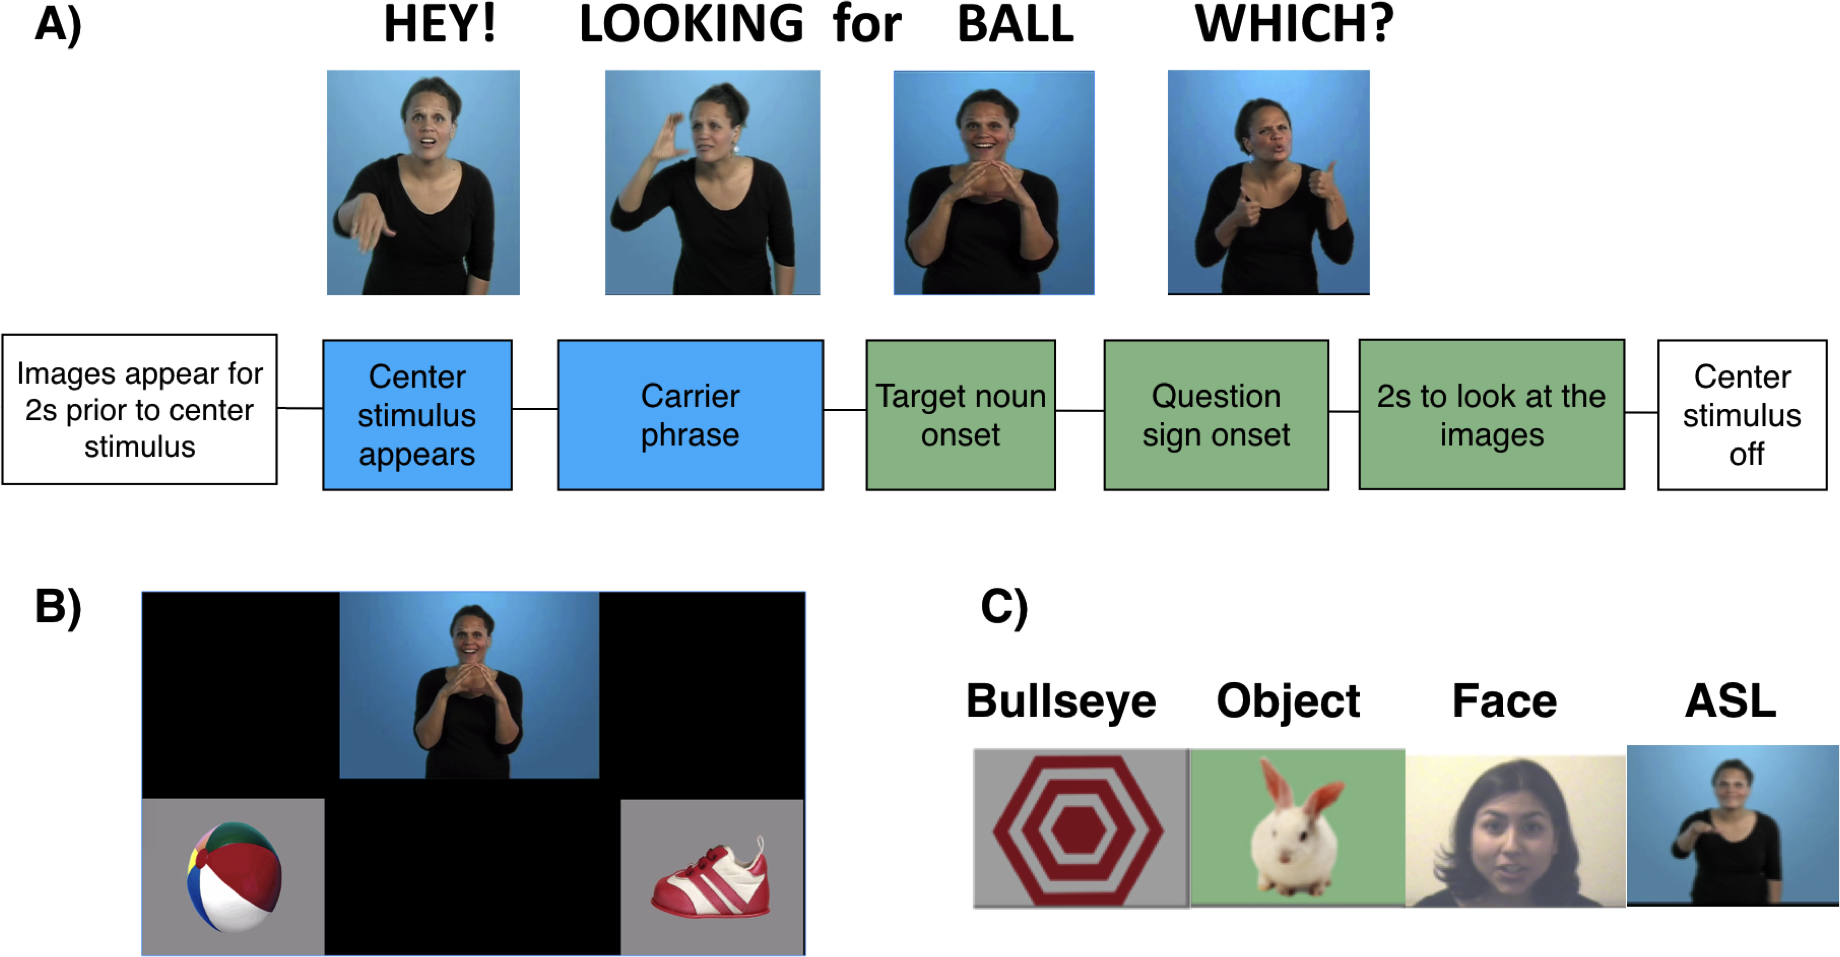 A)
HEY! LOOKING for BALL WHICH?
Images appear for
2s prior to center
stimulus
Center
stimulus
appears
Carrier
phrase
Target noun
onset
Question
sign onset
2s to look at the
images
Center
stimulus
off
B)
C)
Bullseye Object Face ASL